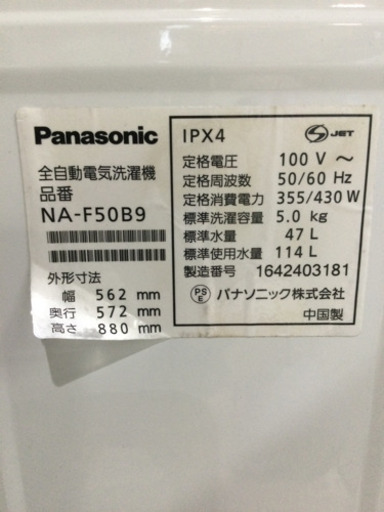 Panasonic
全自動電気洗濯機
品番
NA-F50B9
外形寸法
幅 562 mm
奥行 572 mm
高さ 880 mm
IPX4
S JET
定格電圧 100 V ~
定格周波数 50/60 Hz
定格消費電力 355/430 W
標準洗濯容量 5.0 kg
標準水量 47 L
標準使用水量 114 L
製造番号 1642403181
PS E パナソニック株式会社
中国製